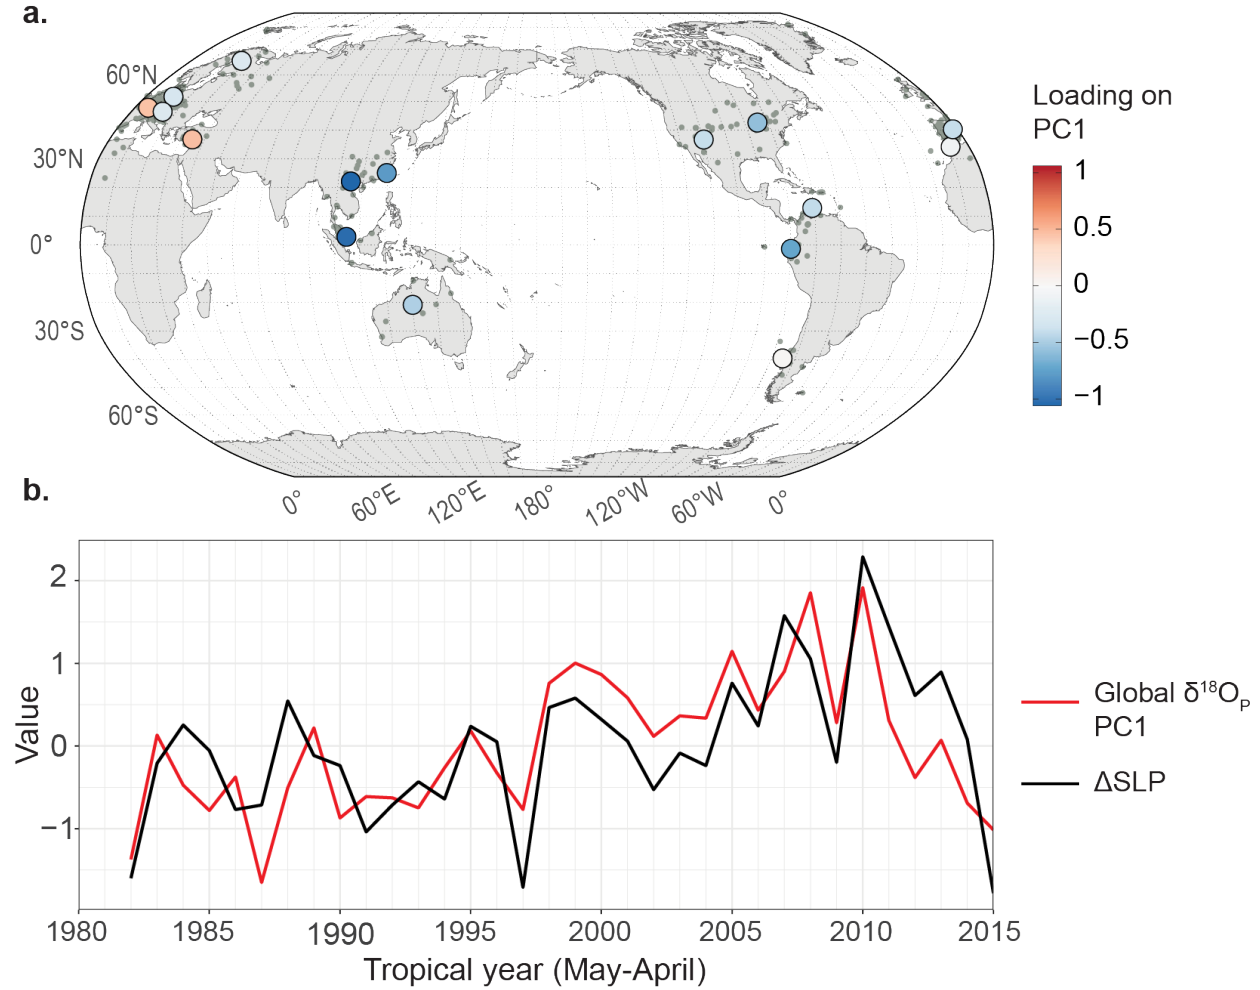 a.
60°N
30°N
0°
30°S
60°S
0° 60°E 120°E 180° 120°W 60°W 0°
Loading on
PC1
1
0.5
0
−0.5
−1
b.
Value
2
1
0
−1
1980 1985 1990 1995 2000 2005 2010 2015
Tropical year (May-April)
Global δ¹⁸Oₚ
PC1
ΔSLP